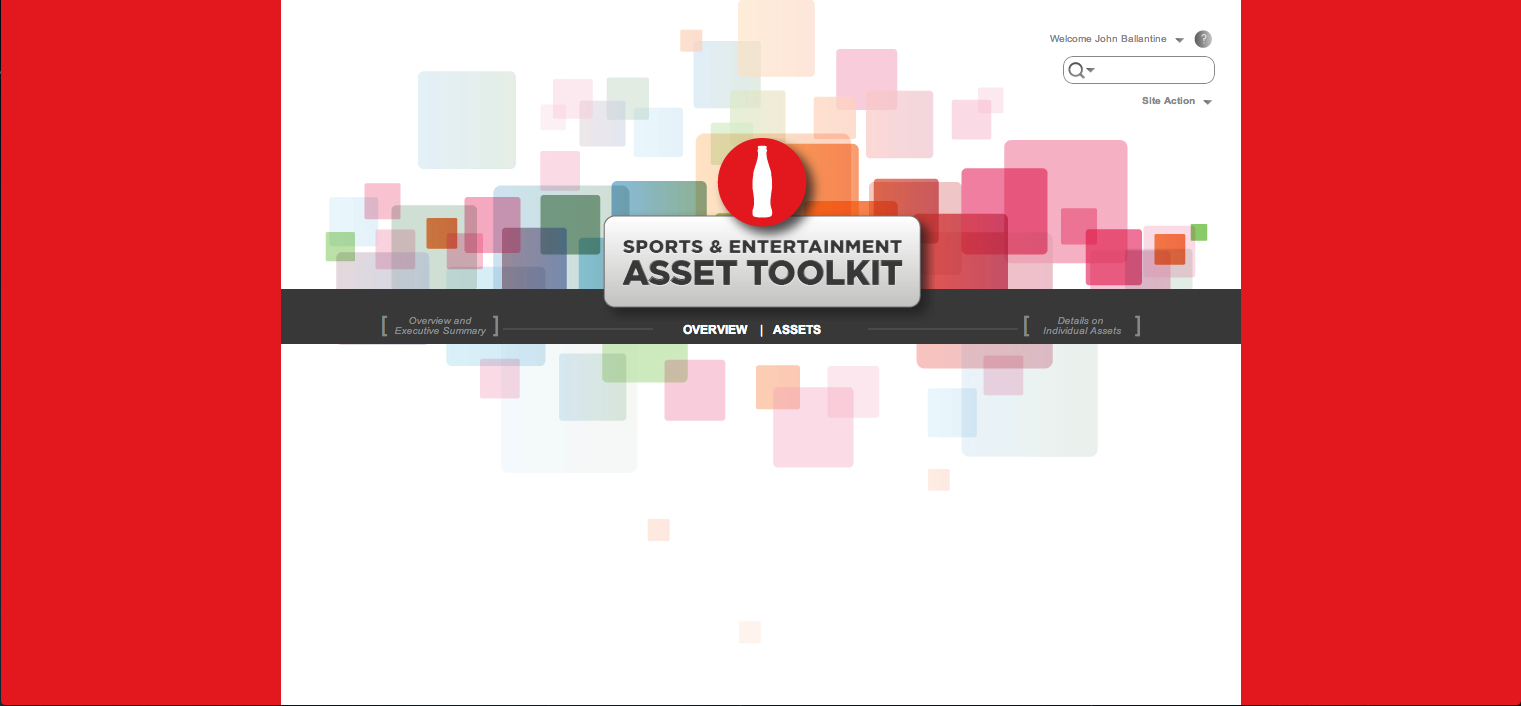 Welcome John Ballantine
?
Site Action
SPORTS & ENTERTAINMENT
ASSET TOOLKIT
[ Overview and
Executive Summary ]
OVERVIEW | ASSETS
[ Details on
Individual Assets ]